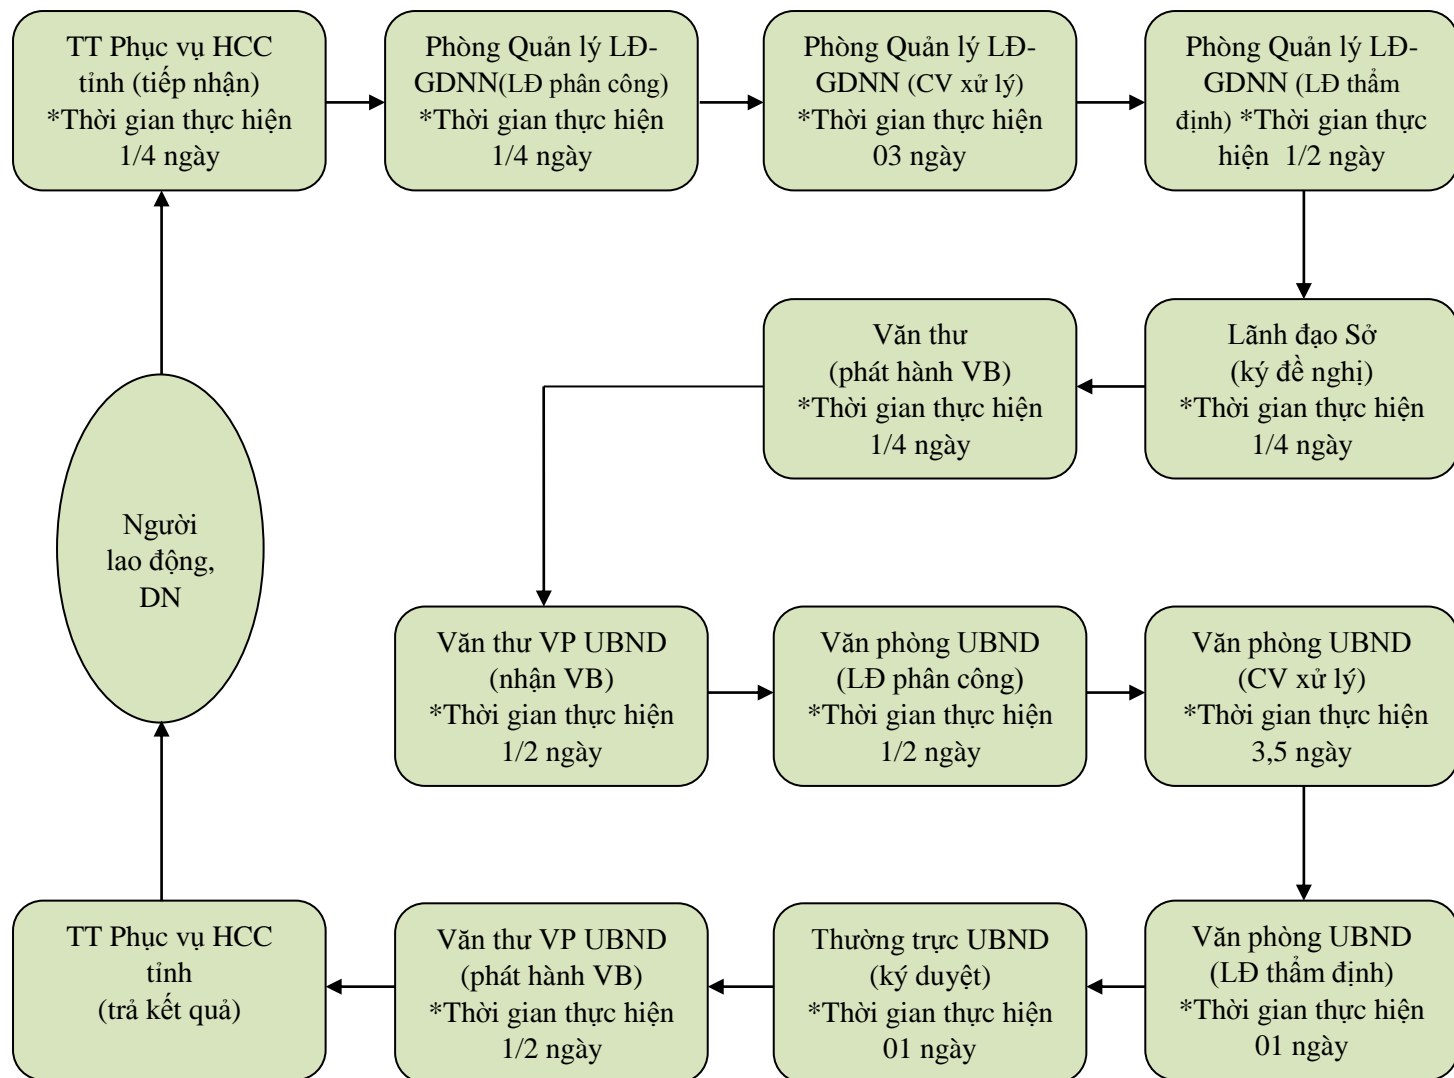 TT Phục vụ HCC
tỉnh (tiếp nhận)
*Thời gian thực hiện
1/4 ngày
Phòng Quản lý LĐ-
GDNN(LĐ phân công)
*Thời gian thực hiện
1/4 ngày
Phòng Quản lý LĐ-
GDNN (CV xử lý)
*Thời gian thực hiện
03 ngày
Phòng Quản lý LĐ-
GDNN (LĐ thẩm
định) *Thời gian thực
hiện 1/2 ngày
Lãnh đạo Sở
(ký đề nghị)
*Thời gian thực hiện
1/4 ngày
Văn thư
(phát hành VB)
*Thời gian thực hiện
1/4 ngày
Người
lao động,
DN
Văn thư VP UBND
(nhận VB)
*Thời gian thực hiện
1/2 ngày
Văn phòng UBND
(LĐ phân công)
*Thời gian thực hiện
1/2 ngày
Văn phòng UBND
(CV xử lý)
*Thời gian thực hiện
3,5 ngày
Văn phòng UBND
(LĐ thẩm định)
*Thời gian thực hiện
01 ngày
Thường trực UBND
(ký duyệt)
*Thời gian thực hiện
01 ngày
Văn thư VP UBND
(phát hành VB)
*Thời gian thực hiện
1/2 ngày
TT Phục vụ HCC
tỉnh
(trả kết quả)